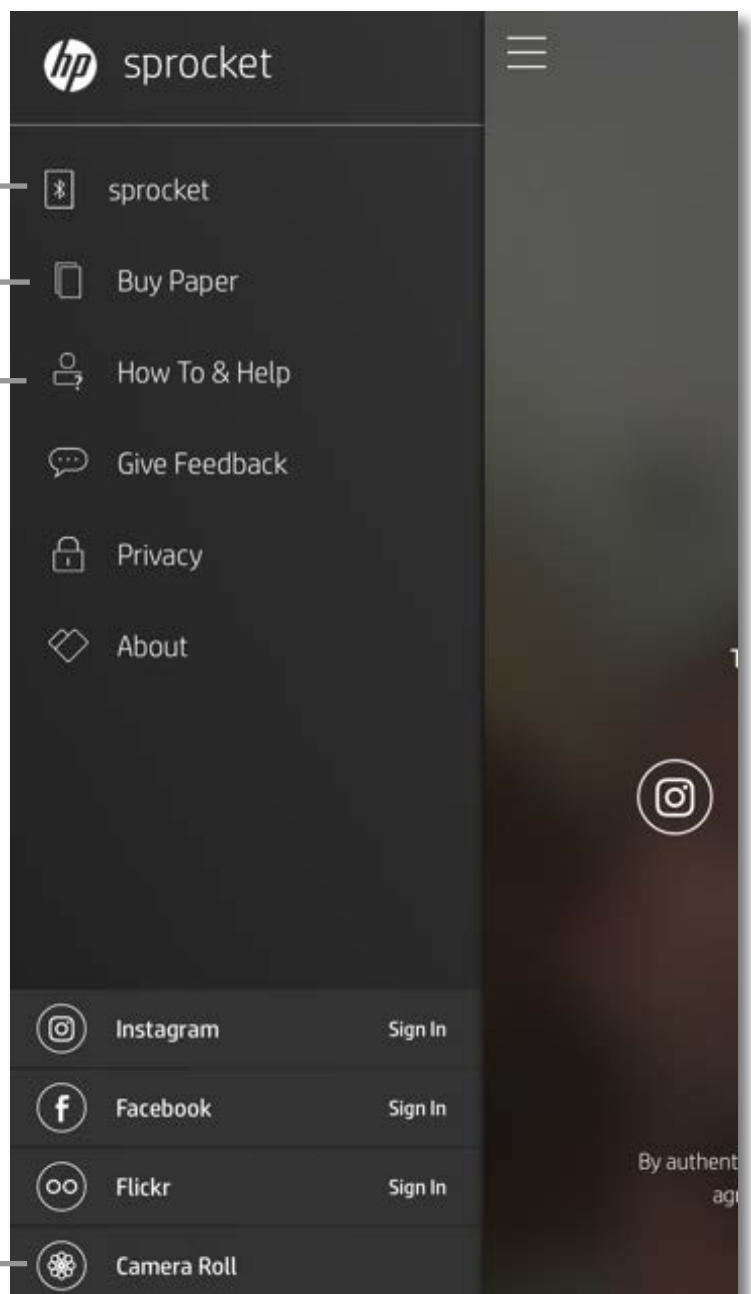 hp sprocket
sprocket
Buy Paper
How To & Help
Give Feedback
Privacy
About
Instagram Sign In
Facebook Sign In
Flickr Sign In
Camera Roll
By authent
ag